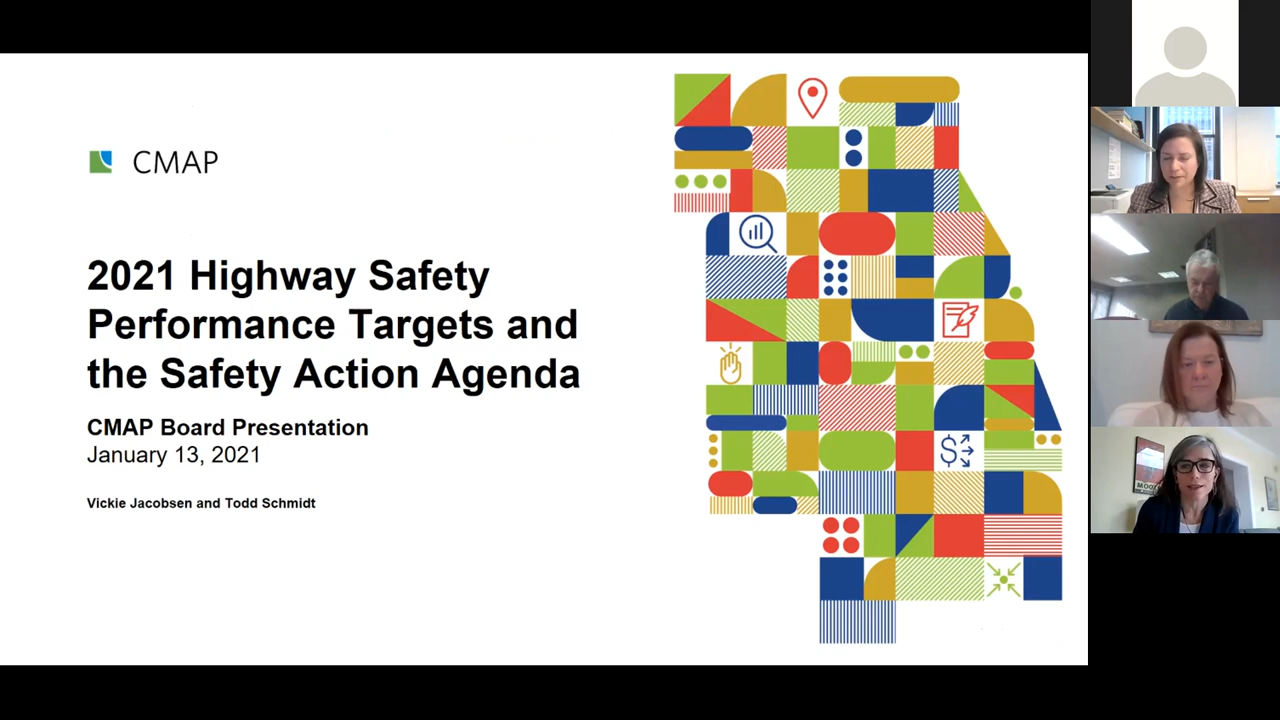 CMAP
2021 Highway Safety
Performance Targets and
the Safety Action Agenda
CMAP Board Presentation
January 13, 2021
Vickie Jacobsen and Todd Schmidt
$